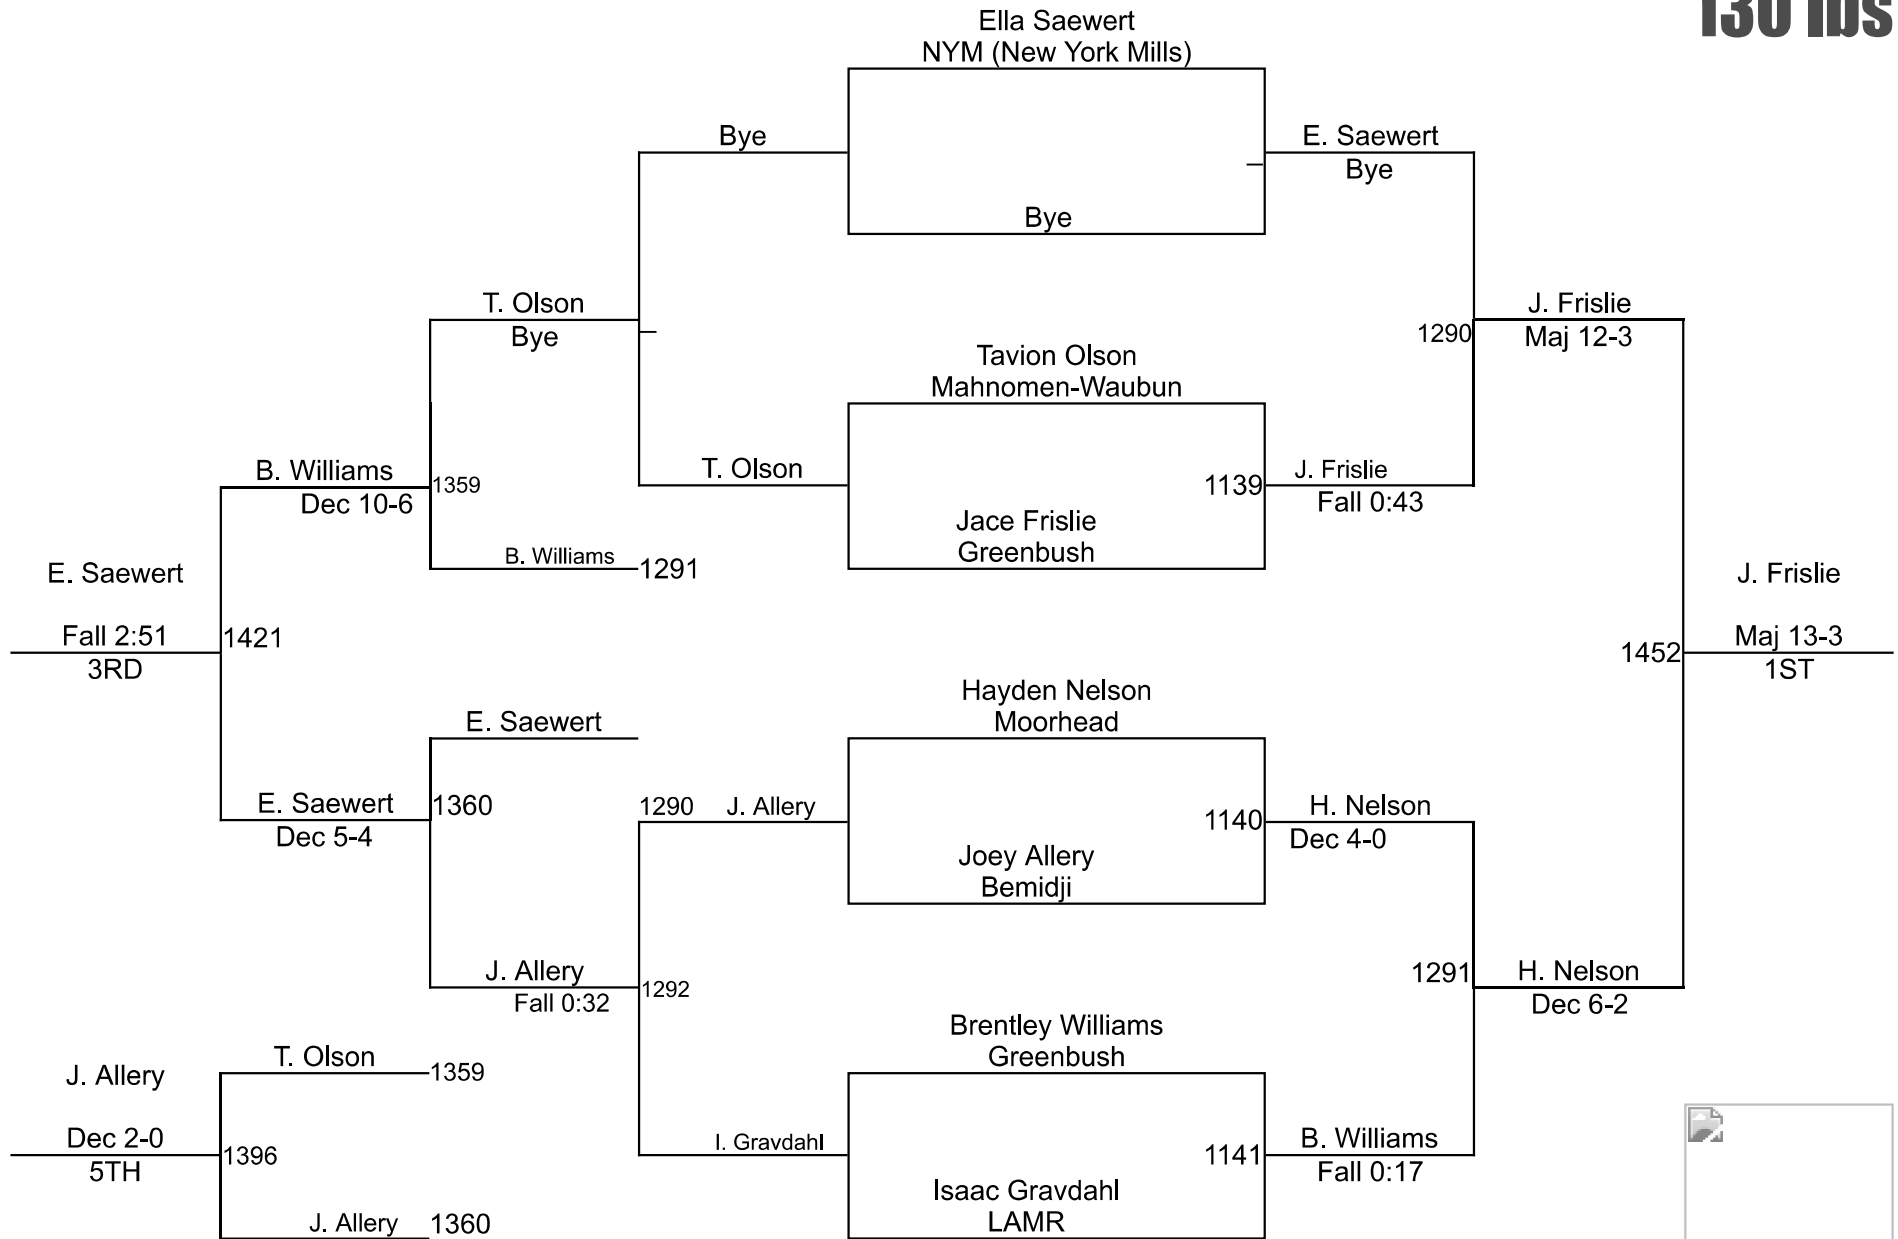 130 lbs
Ella Saewert
NYM (New York Mills)
Bye
E. Saewert
Bye
Bye
T. Olson
Bye
J. Frislie
Maj 12-3
1290
Tavion Olson
Mahnomen-Waubun
B. Williams
Dec 10-6
1359
T. Olson
1139
J. Frislie
Fall 0:43
Jace Frislie
Greenbush
B. Williams
1291
E. Saewert
Fall 2:51
3RD
1421
J. Frislie
Maj 13-3
1ST
1452
Hayden Nelson
Moorhead
E. Saewert
E. Saewert
Dec 5-4
1360
1290
J. Allery
1140
H. Nelson
Dec 4-0
Joey Allery
Bemidji
J. Allery
Fall 0:32
1292
1291
H. Nelson
Dec 6-2
Brentley Williams
Greenbush
J. Allery
T. Olson
1359
Dec 2-0
5TH
1396
I. Gravdahl
1141
B. Williams
Fall 0:17
Isaac Gravdahl
LAMR
J. Allery
1360